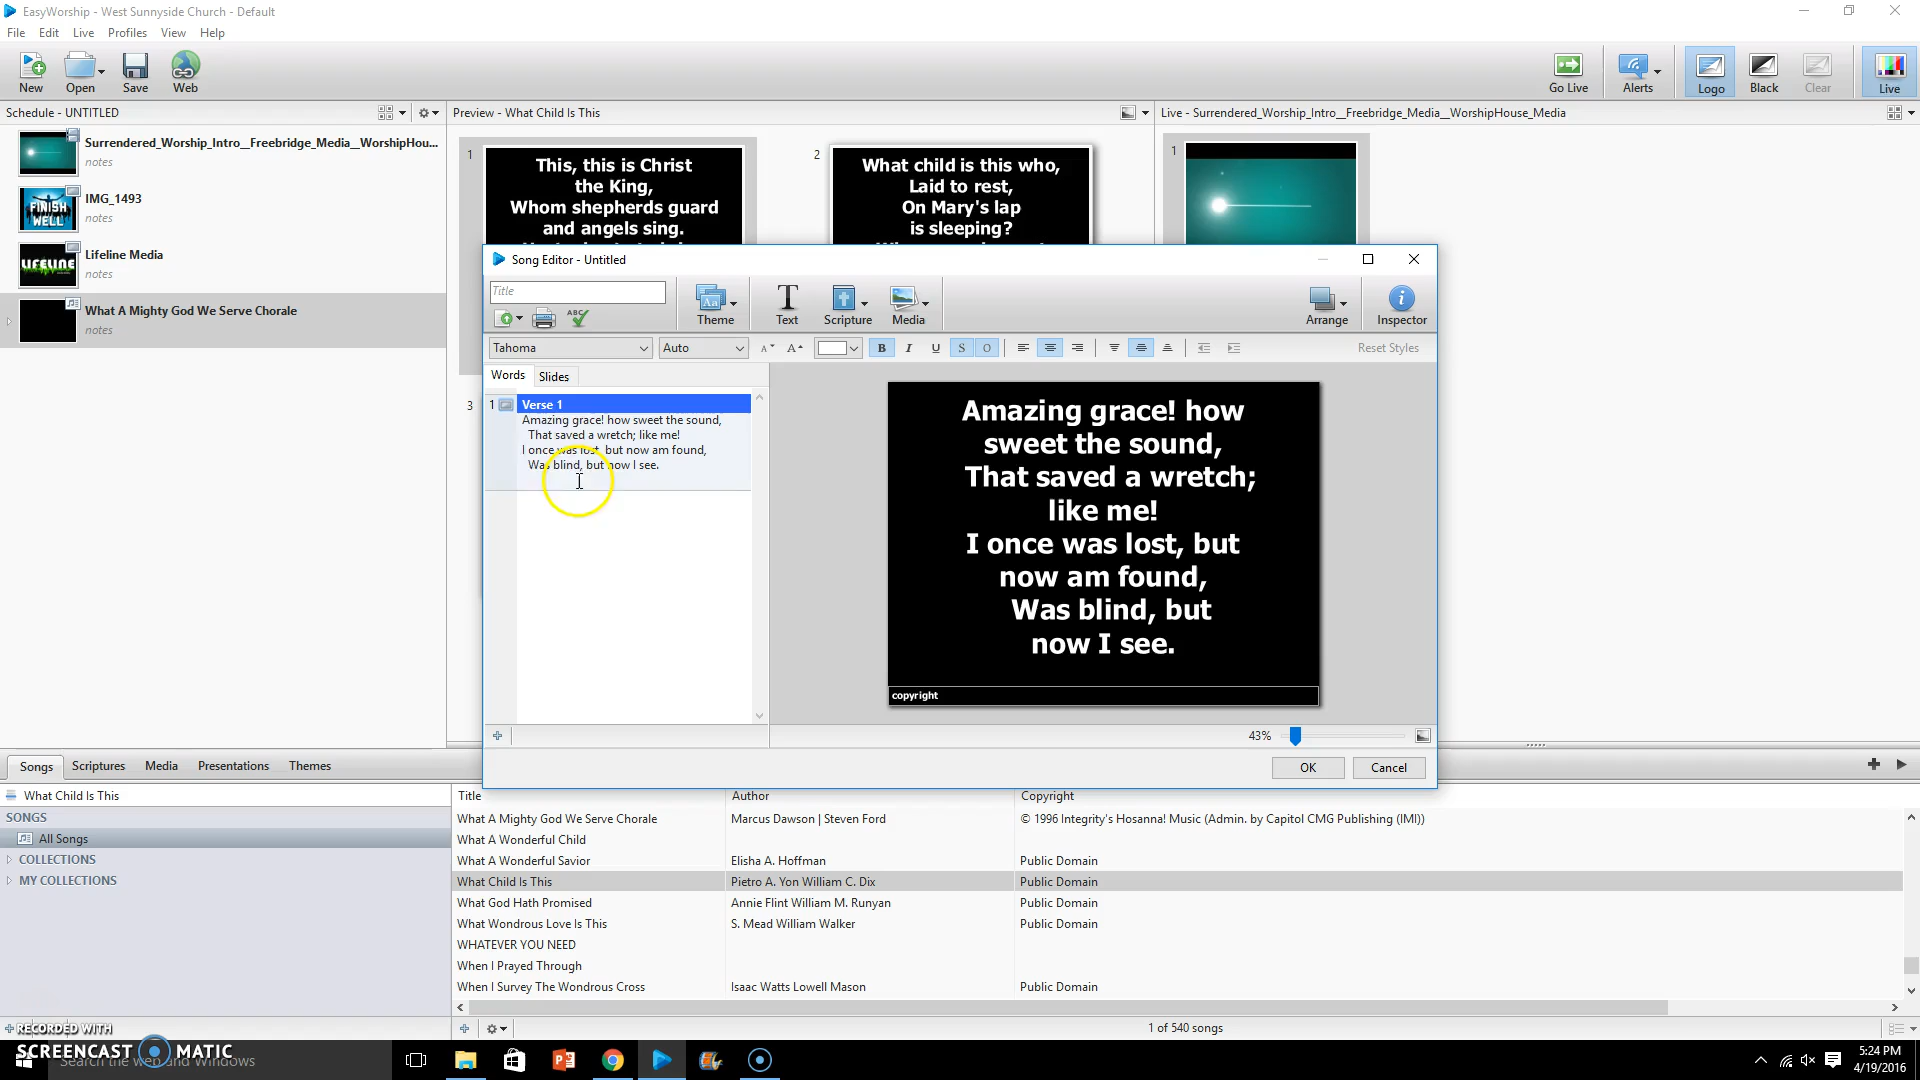 EasyWorship - West Sunnyside Church - Default
File Edit Live Profiles View Help
New Open Save Web
Go Live Alerts Logo Black Clear Live
Schedule - UNTITLED
Preview - What Child Is This
Live - Surrendered_Worship_Intro__Freebridge_Media__WorshipHouse_Media
Surrendered_Worship_Intro__Freebridge_Media__WorshipHou...
notes
FINISH
WELL
IMG_1493
notes
LIFELINE
Lifeline Media
notes
What A Mighty God We Serve Chorale
notes
1
This, this is Christ
the King,
Whom shepherds guard
and angels sing.
2
What child is this who,
Laid to rest,
On Mary's lap
is sleeping?
1
3
Song Editor - Untitled
Title
ABC
Theme Text Scripture Media Arrange Inspector
Tahoma Auto B I U S O Reset Styles
Words Slides
1 Verse 1
Amazing grace! how sweet the sound,
That saved a wretch; like me!
I once was lost, but now am found,
Was blind, but now I see.
Amazing grace! how
sweet the sound,
That saved a wretch;
like me!
I once was lost, but
now am found,
Was blind, but
now I see.
copyright
43%
OK Cancel
Songs Scriptures Media Presentations Themes
What Child Is This
SONGS
All Songs
COLLECTIONS
MY COLLECTIONS
Title Author Copyright
What A Mighty God We Serve Chorale Marcus Dawson | Steven Ford © 1996 Integrity's Hosanna! Music (Admin. by Capitol CMG Publishing (IMI))
What A Wonderful Child
What A Wonderful Savior Elisha A. Hoffman Public Domain
What Child Is This Pietro A. Yon William C. Dix Public Domain
What God Hath Promised Annie Flint William M. Runyan Public Domain
What Wondrous Love Is This S. Mead William Walker Public Domain
WHATEVER YOU NEED
When I Prayed Through
When I Survey The Wondrous Cross Isaac Watts Lowell Mason Public Domain
1 of 540 songs
RECORDED WITH
SCREENCAST MATIC
Search the web and Windows
5:24 PM
4/19/2016